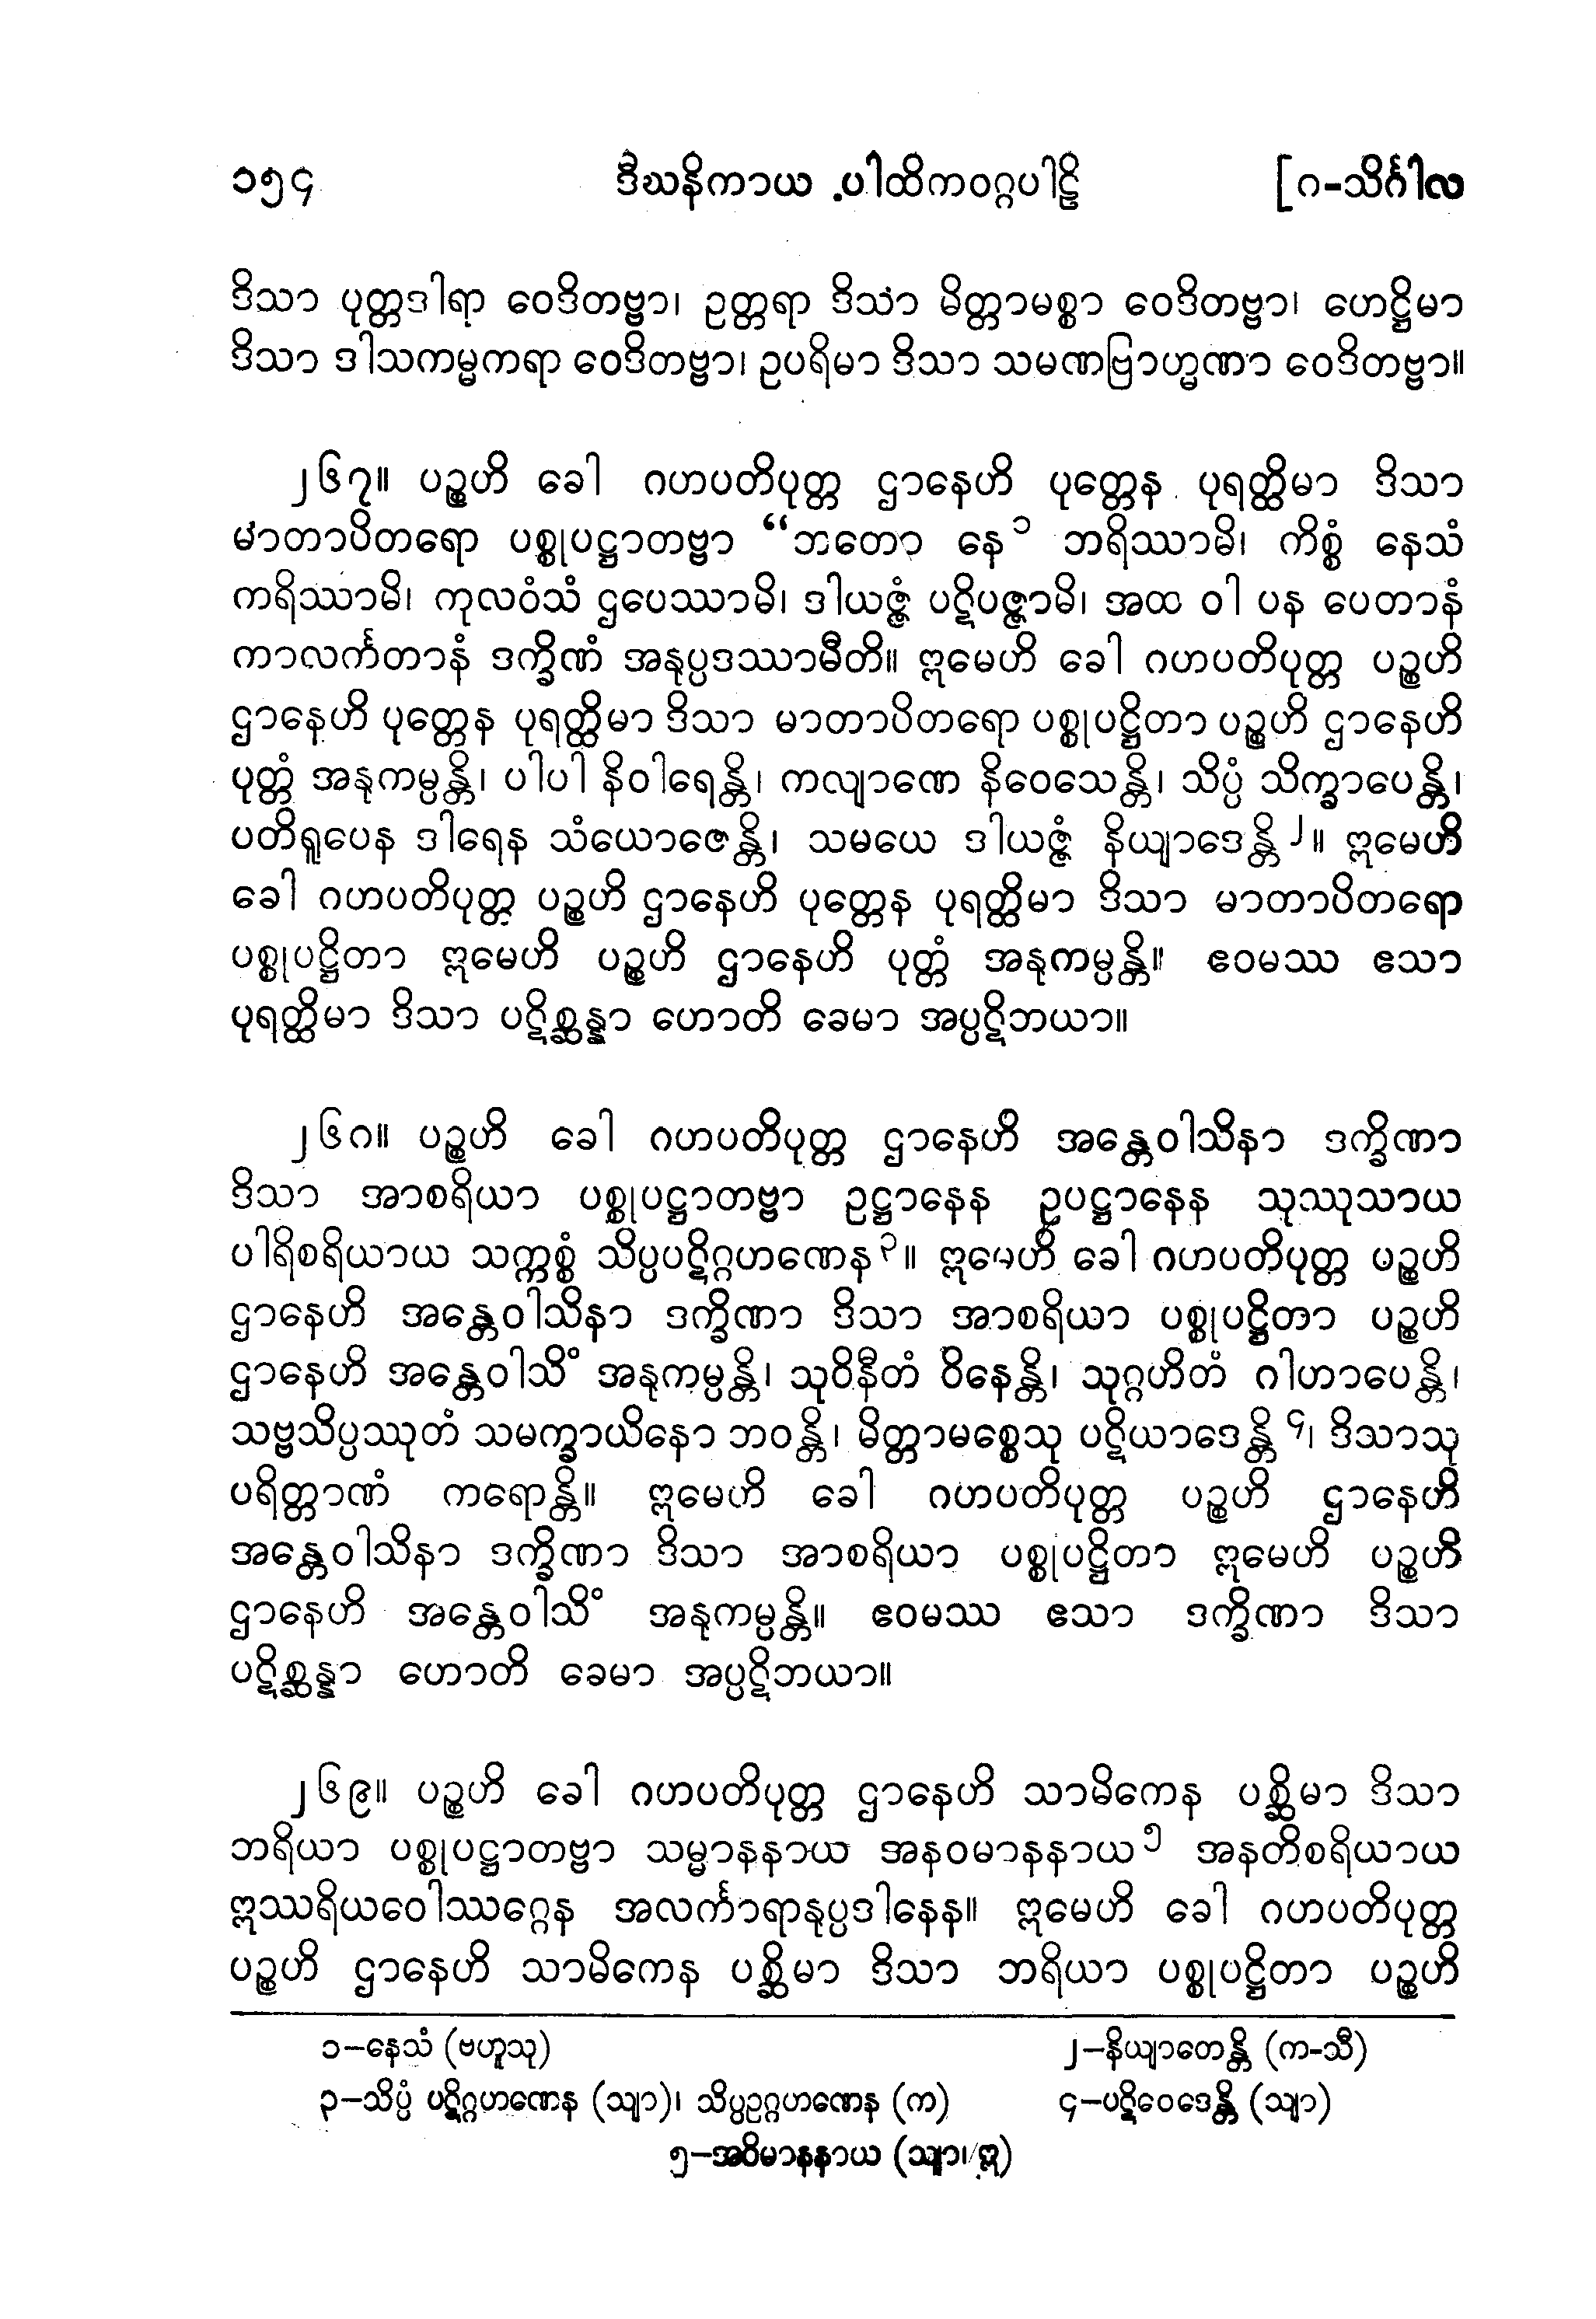 ၁၅၄ ဒီဃနိကာယ ပါထိကဝဂ္ဂပါဠိ [ဂ-သိင်္ဂါလ
ဒိသာ ပုတ္တဒါရာ ဝေဒိတဗ္ဗာ၊ ဥတ္တရာ ဒိသာ မိတ္တာမစ္စာ ဝေဒိတဗ္ဗာ၊ ဟေဋ္ဌိမာ
ဒိသာ ဒါသကမ္မကရာ ဝေဒိတဗ္ဗာ၊ ဥပရိမာ ဒိသာ သမဏဗြာဟ္မဏာ ဝေဒိတဗ္ဗာ။
၂၆၇။ ပဉ္စဟိ ခေါ ဂဟပတိပုတ္တ ဌာနေဟိ ပုတ္တေန ပုရတ္ထိမာ ဒိသာ
မာတာပိတရော ပစ္စုပဋ္ဌာတဗ္ဗာ “ဘတော နေ၁ ဘရိဿာမိ၊ ကိစ္စံ နေသံ
ကရိဿာမိ၊ ကုလဝံသံ ဌပေဿာမိ၊ ဒါယဇ္ဇံ ပဋိပဇ္ဇာမိ၊ အထ ဝါ ပန ပေတာနံ
ကာလင်္ကတာနံ ဒက္ခိဏံ အနုပ္ပဒဿာမီတိ။ ဣမေဟိ ခေါ ဂဟပတိပုတ္တ ပဉ္စဟိ
ဌာနေဟိ ပုတ္တေန ပုရတ္ထိမာ ဒိသာ မာတာပိတရော ပစ္စုပဋ္ဌိတာ ပဉ္စဟိ ဌာနေဟိ
ပုတ္တံ အနုကမ္ပန္တိ၊ ပါပါ နိဝါရေန္တိ၊ ကလျာဏေ နိဝေသေန္တိ၊ သိပ္ပံ သိက္ခာပေန္တိ၊
ပတိရူပေန ဒါရေန သံယောဇေန္တိ၊ သမယေ ဒါယဇ္ဇံ နိယျာဒေန္တိ၂။ ဣမေဟိ
ခေါ ဂဟပတိပုတ္တ ပဉ္စဟိ ဌာနေဟိ ပုတ္တေန ပုရတ္ထိမာ ဒိသာ မာတာပိတရော
ပစ္စုပဋ္ဌိတာ ဣမေဟိ ပဉ္စဟိ ဌာနေဟိ ပုတ္တံ အနုကမ္ပန္တိ။ ဧဝမဿ ဧသာ
ပုရတ္ထိမာ ဒိသာ ပဋိစ္ဆန္နာ ဟောတိ ခေမာ အပ္ပဋိဘယာ။
၂၆၈။ ပဉ္စဟိ ခေါ ဂဟပတိပုတ္တ ဌာနေဟိ အန္တေဝါသိနာ ဒက္ခိဏာ
ဒိသာ အာစရိယာ ပစ္စုပဋ္ဌာတဗ္ဗာ ဥဋ္ဌာနေန ဥပဋ္ဌာနေန သုဿုသာယ
ပါရိစရိယာယ သက္ကစ္စံ သိပ္ပပဋိဂ္ဂဟဏေန၃။ ဣမေဟိ ခေါ ဂဟပတိပုတ္တ ပဉ္စဟိ
ဌာနေဟိ အန္တေဝါသိနာ ဒက္ခိဏာ ဒိသာ အာစရိယာ ပစ္စုပဋ္ဌိတာ ပဉ္စဟိ
ဌာနေဟိ အန္တေဝါသိံ အနုကမ္ပန္တိ၊ သုဝိနီတံ ဝိနေန္တိ၊ သုဂ္ဂဟိတံ ဂါဟာပေန္တိ၊
သဗ္ဗသိပ္ပဿုတံ သမက္ခာယိနော ဘဝန္တိ၊ မိတ္တာမစ္စေသု ပဋိယာဒေန္တိ၄၊ ဒိသာသု
ပရိတ္တာဏံ ကရောန္တိ။ ဣမေဟိ ခေါ ဂဟပတိပုတ္တ ပဉ္စဟိ ဌာနေဟိ
အန္တေဝါသိနာ ဒက္ခိဏာ ဒိသာ အာစရိယာ ပစ္စုပဋ္ဌိတာ ဣမေဟိ ပဉ္စဟိ
ဌာနေဟိ အန္တေဝါသိံ အနုကမ္ပန္တိ။ ဧဝမဿ ဧသာ ဒက္ခိဏာ ဒိသာ
ပဋိစ္ဆန္နာ ဟောတိ ခေမာ အပ္ပဋိဘယာ။
၂၆၉။ ပဉ္စဟိ ခေါ ဂဟပတိပုတ္တ ဌာနေဟိ သာမိကေန ပစ္ဆိမာ ဒိသာ
ဘရိယာ ပစ္စုပဋ္ဌာတဗ္ဗာ သမ္မာနနာယ အနဝမာနနာယ၅ အနတိစရိယာယ
ဣဿရိယဝေါဿဂ္ဂေန အလင်္ကာရာနုပ္ပဒါနေန။ ဣမေဟိ ခေါ ဂဟပတိပုတ္တ
ပဉ္စဟိ ဌာနေဟိ သာမိကေန ပစ္ဆိမာ ဒိသာ ဘရိယာ ပစ္စုပဋ္ဌိတာ ပဉ္စဟိ
၁-နေသံ (ဗဟူသု) ၂-နိယျာတေန္တိ (က-သီ)
၃-သိပ္ပံ ပဋိဂ္ဂဟဏေန (သျာ)၊ သိပ္ပဥဂ္ဂဟဏေန (က) ၄-ပဋိဝေဒေန္တိ (သျာ)
၅-အဝိမာနနာယ (သျာ၊ ဣ)